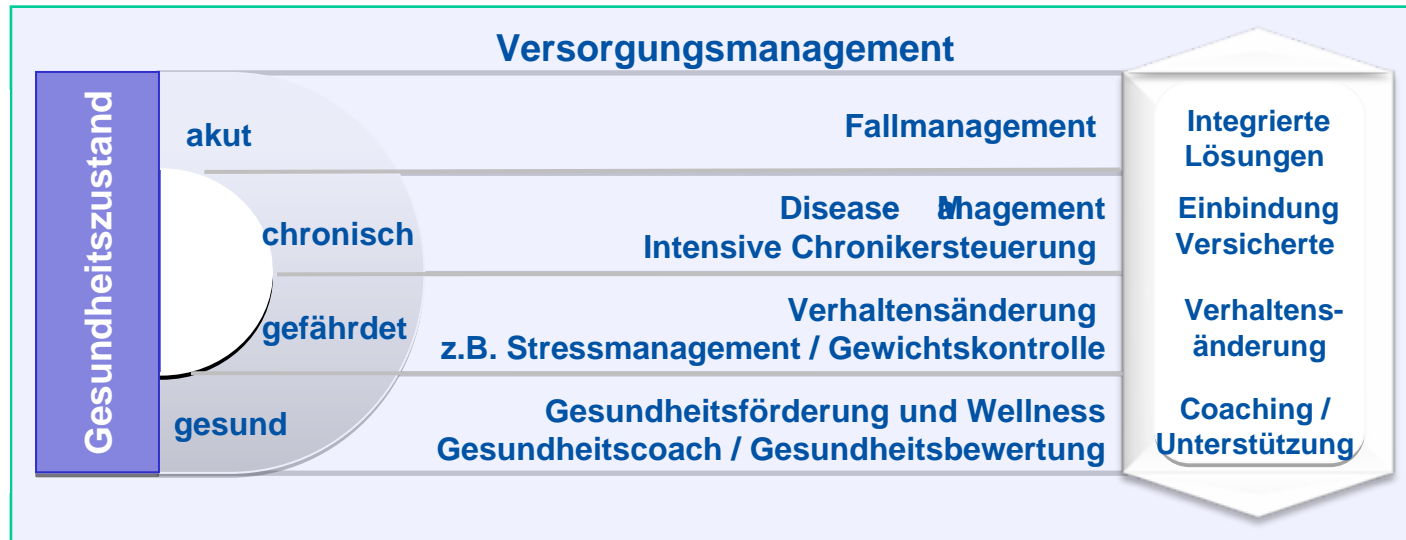 Versorgungsmanagement
Gesundheitszustand
akut
Fallmanagement
Integrierte
Lösungen
chronisch
Disease Management
Intensive Chronikersteuerung
Einbindung
Versicherte
gefährdet
Verhaltensänderung
z.B. Stressmanagement / Gewichtskontrolle
Verhaltens-
änderung
gesund
Gesundheitsförderung und Wellness
Gesundheitscoach / Gesundheitsbewertung
Coaching /
Unterstützung